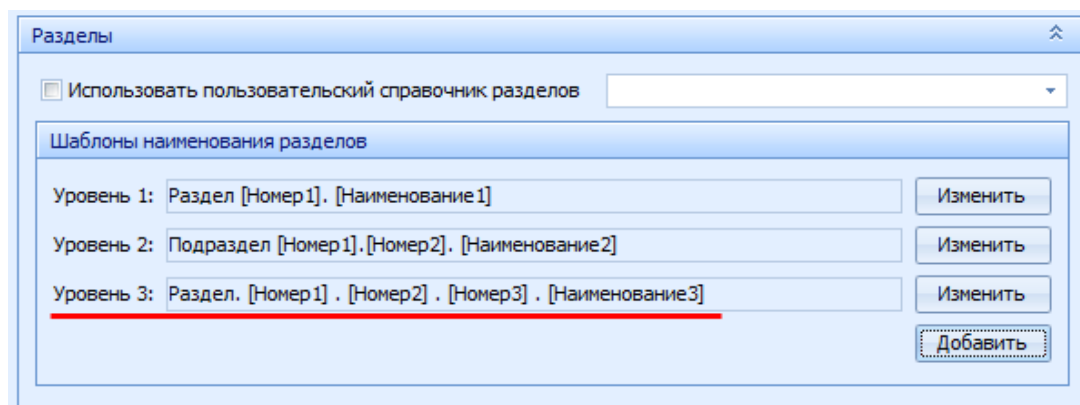 Разделы
Использовать пользовательский справочник разделов
Шаблоны наименования разделов
Уровень 1: Раздел [Номер1]. [Наименование1] Изменить
Уровень 2: Подраздел [Номер1].[Номер2]. [Наименование2] Изменить
Уровень 3: Раздел. [Номер1] . [Номер2] . [Номер3] . [Наименование3] Изменить
Добавить